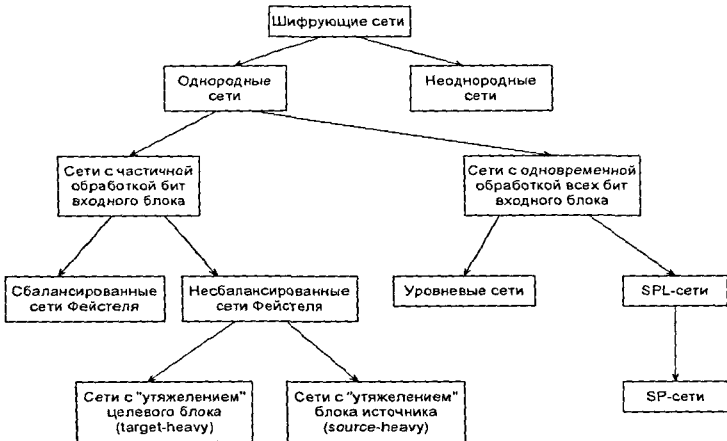 Шифрующие сети
Однородные
сети
Неоднородные
сети
Сети с частичной
обработкой бит
входного блока
Сети с одновременной
обработкой всех бит
входного блока
Сбалансированные
сети Фейстеля
Несбалансированные
сети Фейстеля
Уровневые сети
SPL-сети
Сети с "утяжелением"
целевого блока
(target-heavy)
Сети с "утяжелением"
блока источника
(source-heavy)
SP-сети